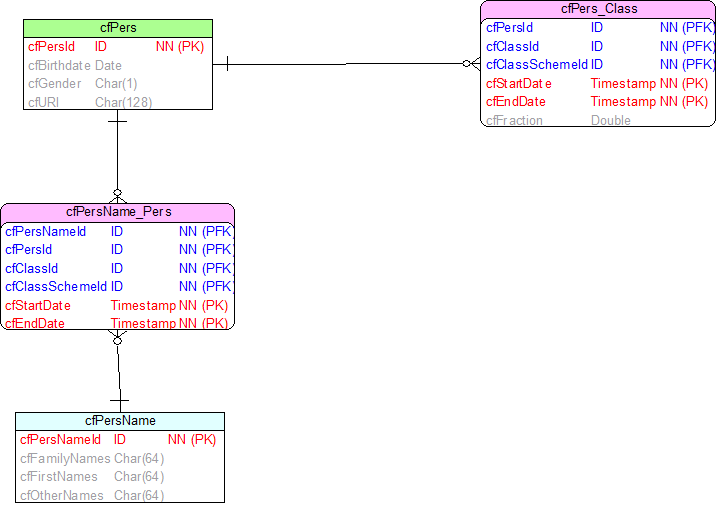 cfPers
cfPersId ID NN (PK)
cfBirthdate Date
cfGender Char(1)
cfURI Char(128)
cfPers_Class
cfPersId ID NN (PFK)
cfClassId ID NN (PFK)
cfClassSchemeId ID NN (PFK)
cfStartDate Timestamp NN (PK)
cfEndDate Timestamp NN (PK)
cfFraction Double
cfPersName_Pers
cfPersNameId ID NN (PFK
cfPersId ID NN (PFK
cfClassId ID NN (PFK
cfClassSchemeId ID NN (PFK
cfStartDate Timestamp NN (PK)
cfEndDate Timestamp NN (PK)
cfPersName
cfPersNameId ID NN (PK)
cfFamilyNames Char(64)
cfFirstNames Char(64)
cfOtherNames Char(64)